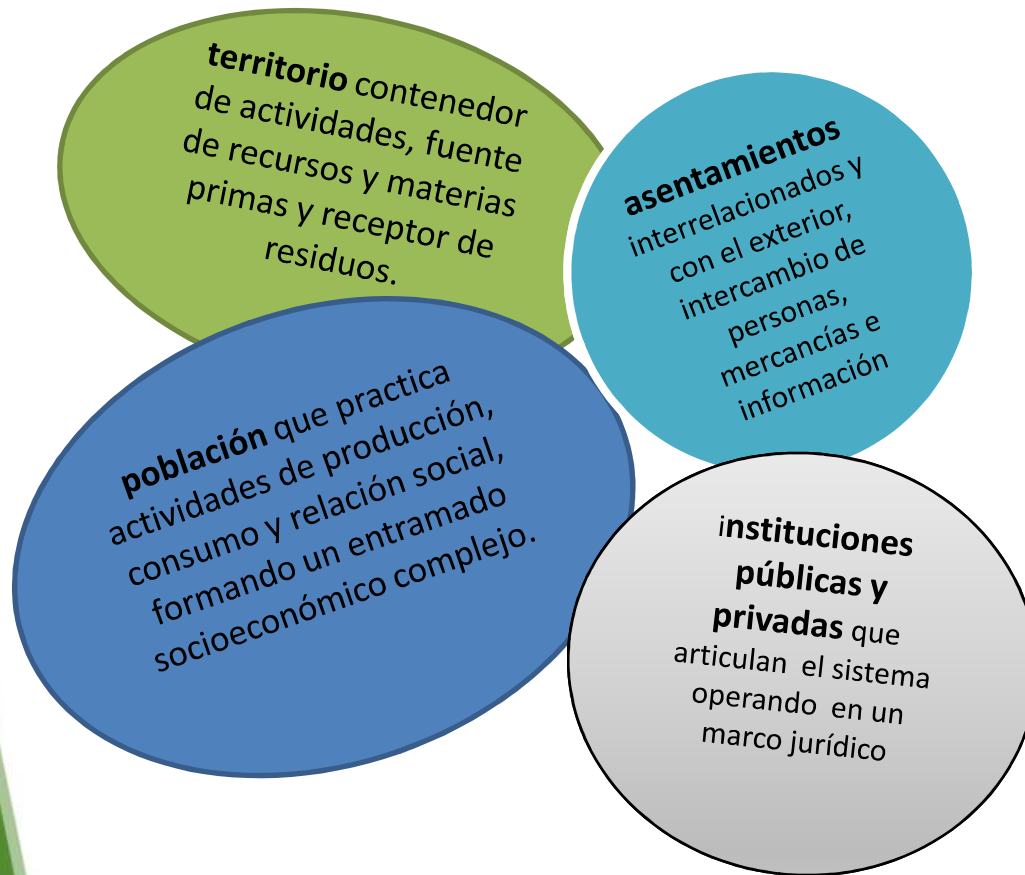 territorio contenedor
de actividades, fuente
de recursos y materias
primas y receptor de
residuos.
asentamientos
interrelacionados y
con el exterior,
intercambio de
personas,
mercancías e
información
población que practica
actividades de producción,
consumo y relación social,
formando un entramado
socioeconómico complejo.
instituciones
públicas y
privadas que
articulan el sistema
operando en un
marco jurídico